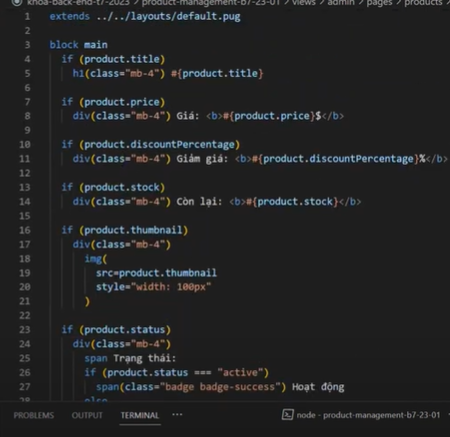 khoa-back-end-t7-2023 > product-management-b7-23-01 > views > admin > pages > products >
1 extends ../../layouts/default.pug
2
3 block main
4 if (product.title)
5 h1(class="mb-4") #{product.title}
6
7 if (product.price)
8 div(class="mb-4") Giá: <b>#{product.price}$</b>
9
10 if (product.discountPercentage)
11 div(class="mb-4") Giảm giá: <b>#{product.discountPercentage}%</b>
12
13 if (product.stock)
14 div(class="mb-4") Còn lại: <b>#{product.stock}</b>
15
16 if (product.thumbnail)
17 div(class="mb-4")
18 img(
19 src=product.thumbnail
20 style="width: 100px"
21 )
22
23 if (product.status)
24 div(class="mb-4")
25 span Trạng thái:
26 if (product.status === "active")
27 span(class="badge badge-success") Hoạt động
28 else
PROBLEMS OUTPUT TERMINAL ··· node - product-management-b7-23-01